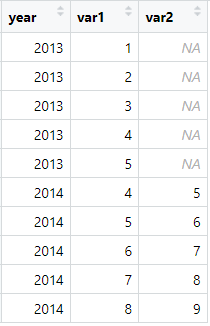 year var1 var2
2013 1 NA
2013 2 NA
2013 3 NA
2013 4 NA
2013 5 NA
2014 4 5
2014 5 6
2014 6 7
2014 7 8
2014 8 9